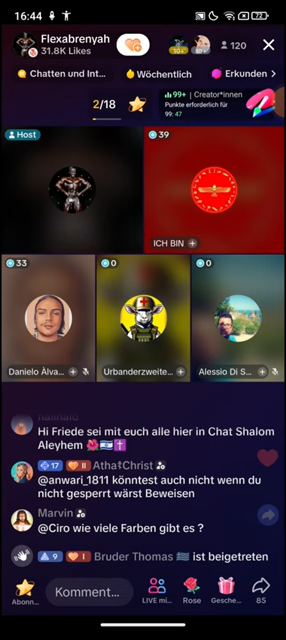 16:44
72
Flexabrenyah
31.8K Likes
10+
120
Chatten und Int...
Wöchentlich
Erkunden >
2/18
99+ | Creator*innen
Punkte erforderlich für
99: 47
Host
39
ICH BIN +
33
0
0
Danielo Àlva... +
Urbanderzweite... +
Alessio Di S... +
Hi Friede sei mit euch alle hier in Chat Shalom
Aleyhem 🌺🇮🇱✝️
17 II Atha†Christ
@anwari_1811 könntest auch nicht wenn du
nicht gesperrt wärst Beweisen
Marvin
@Ciro wie viele Farben gibt es ?
9 I Bruder Thomas 🇬🇷 ist beigetreten
Abonn...
Komment...
LIVE mi...
Rose
Gesche...
85